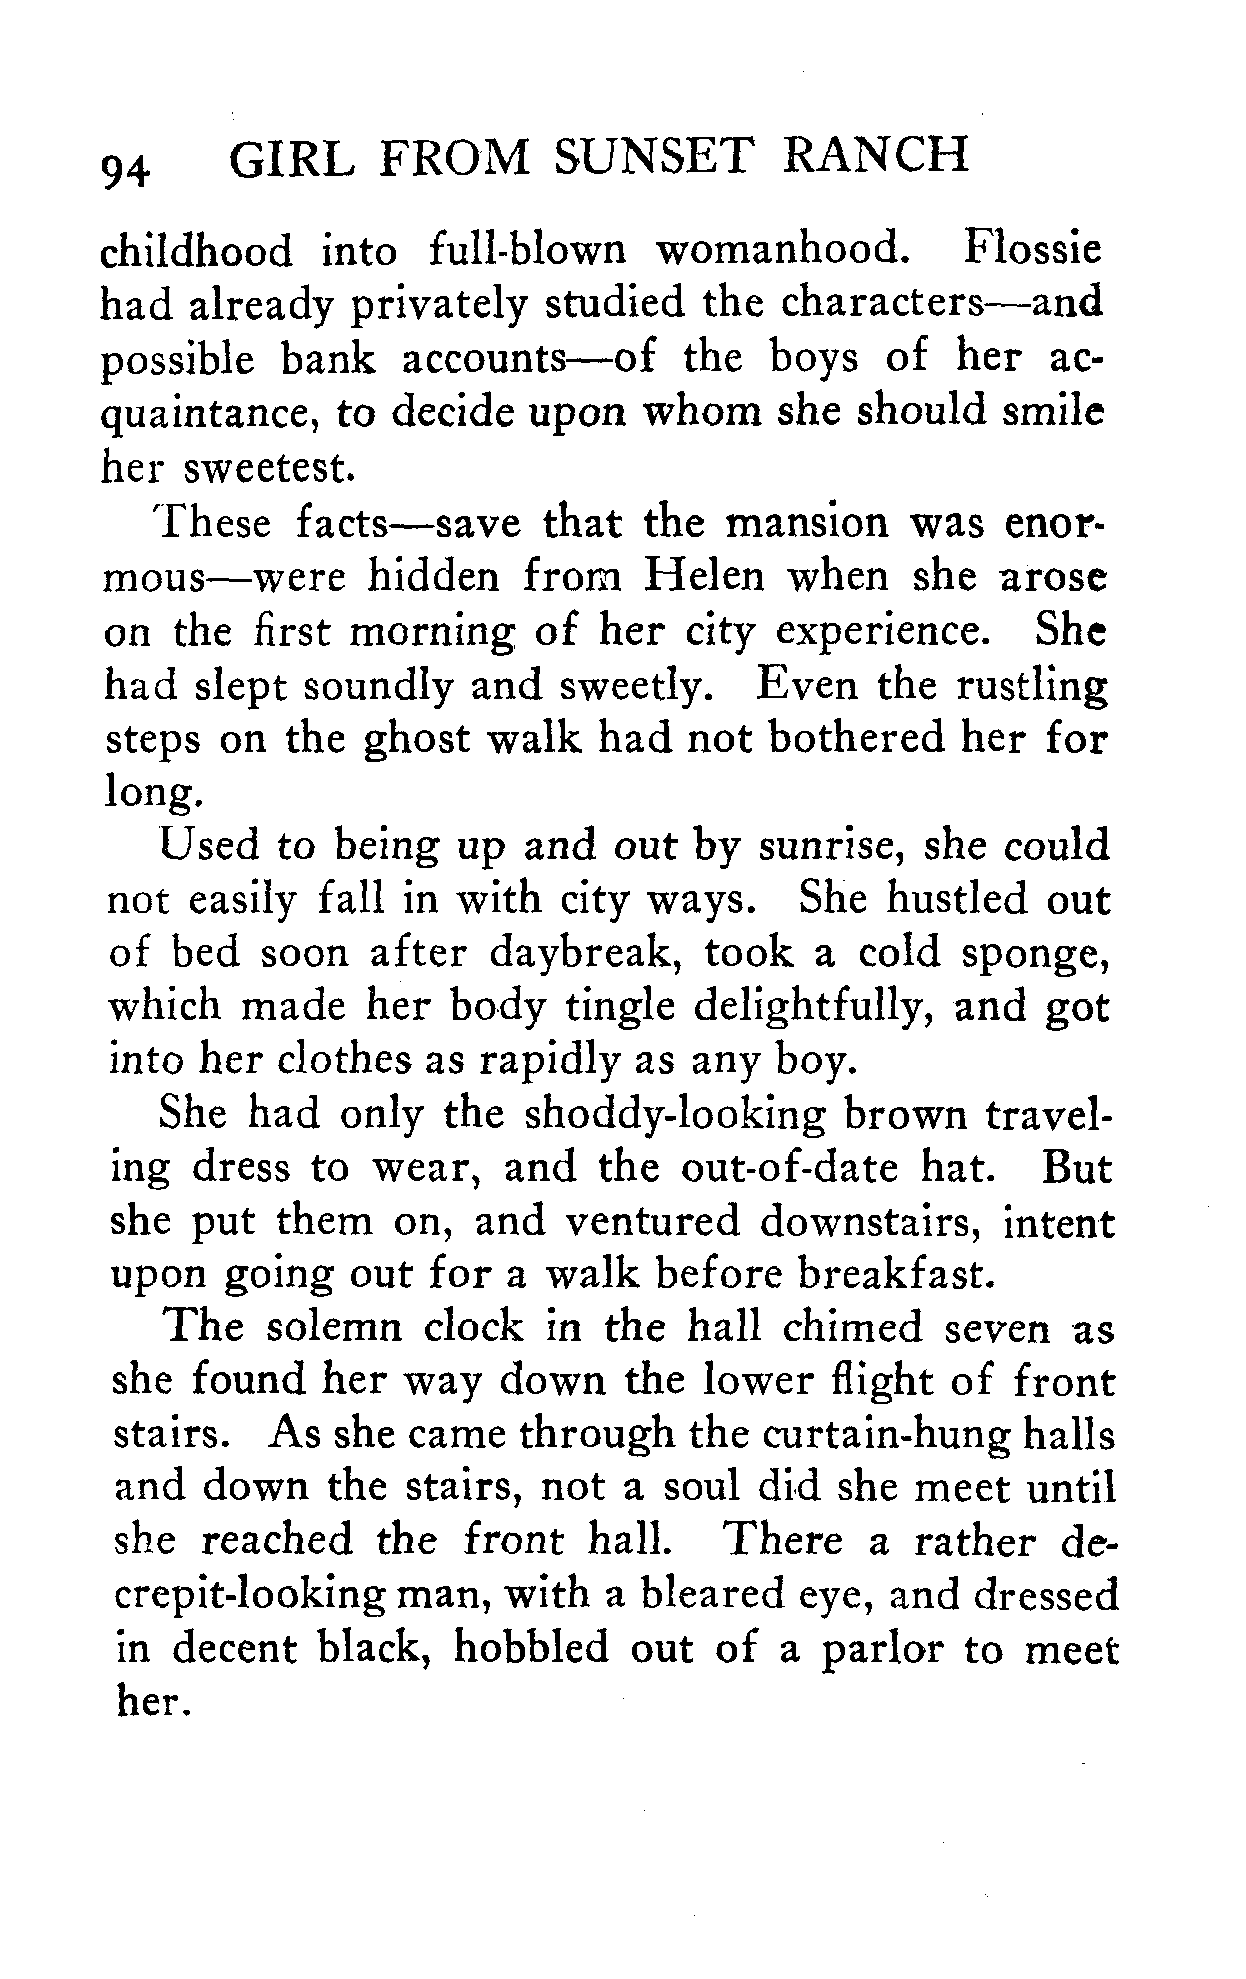 94 GIRL FROM SUNSET RANCH
childhood into full-blown womanhood. Flossie
had already privately studied the characters—and
possible bank accounts—of the boys of her ac-
quaintance, to decide upon whom she should smile
her sweetest.
These facts—save that the mansion was enor-
mous—were hidden from Helen when she arose
on the first morning of her city experience. She
had slept soundly and sweetly. Even the rustling
steps on the ghost walk had not bothered her for
long.
Used to being up and out by sunrise, she could
not easily fall in with city ways. She hustled out
of bed soon after daybreak, took a cold sponge,
which made her body tingle delightfully, and got
into her clothes as rapidly as any boy.
She had only the shoddy-looking brown travel-
ing dress to wear, and the out-of-date hat. But
she put them on, and ventured downstairs, intent
upon going out for a walk before breakfast.
The solemn clock in the hall chimed seven as
she found her way down the lower flight of front
stairs. As she came through the curtain-hung halls
and down the stairs, not a soul did she meet until
she reached the front hall. There a rather de-
crepit-looking man, with a bleared eye, and dressed
in decent black, hobbled out of a parlor to meet
her.